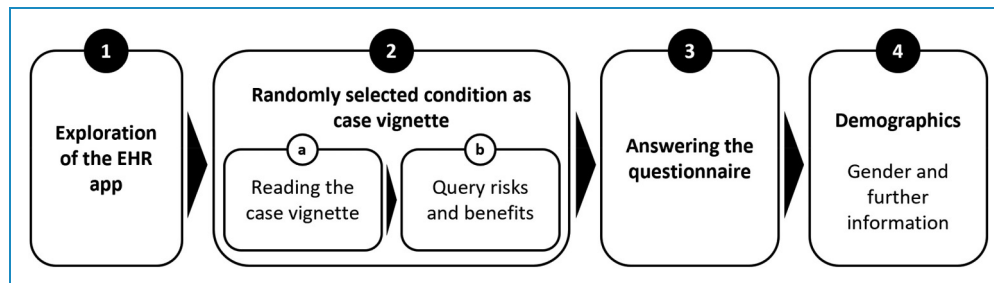 1
Exploration
of the EHR
app
2
Randomly selected condition as
case vignette
a
Reading the
case vignette
b
Query risks
and benefits
3
Answering the
questionnaire
4
Demographics
Gender and
further
information